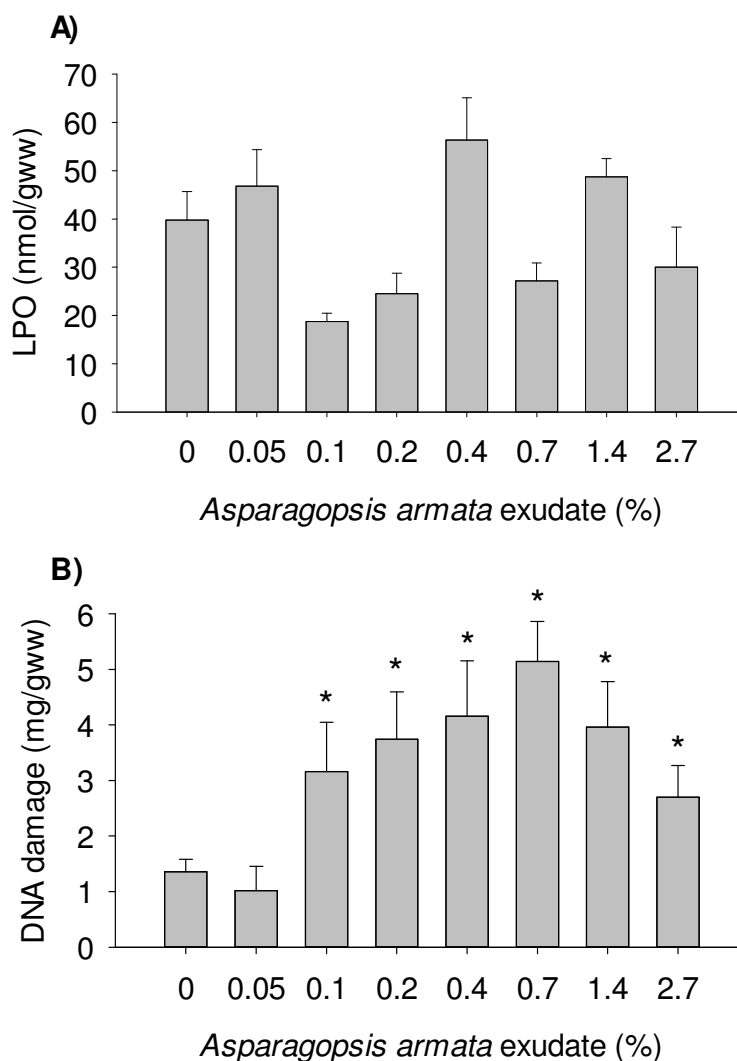 A)
70
60
50
40
30
20
10
0
LPO (nmol/gww)
0 0.05 0.1 0.2 0.4 0.7 1.4 2.7
Asparagopsis armata exudate (%)
B)
6
5
4
3
2
1
0
DNA damage (mg/gww)
* * * * * *
0 0.05 0.1 0.2 0.4 0.7 1.4 2.7
Asparagopsis armata exudate (%)